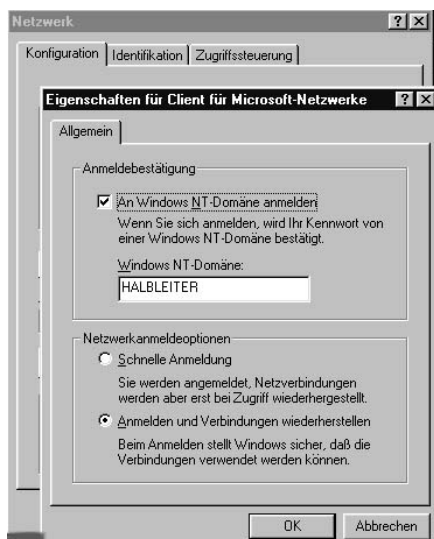 Netzwerk
Konfiguration Identifikation Zugriffssteuerung
Eigenschaften für Client für Microsoft-Netzwerke
Allgemein
Anmeldebestätigung
An Windows NT-Domäne anmelden
Wenn Sie sich anmelden, wird Ihr Kennwort von
einer Windows NT-Domäne bestätigt.
Windows NT-Domäne:
HALBLEITER
Netzwerkanmeldeoptionen
Schnelle Anmeldung
Sie werden angemeldet, Netzverbindungen
werden aber erst bei Zugriff wiederhergestellt.
Anmelden und Verbindungen wiederherstellen
Beim Anmelden stellt Windows sicher, daß die
Verbindungen verwendet werden können.
OK Abbrechen